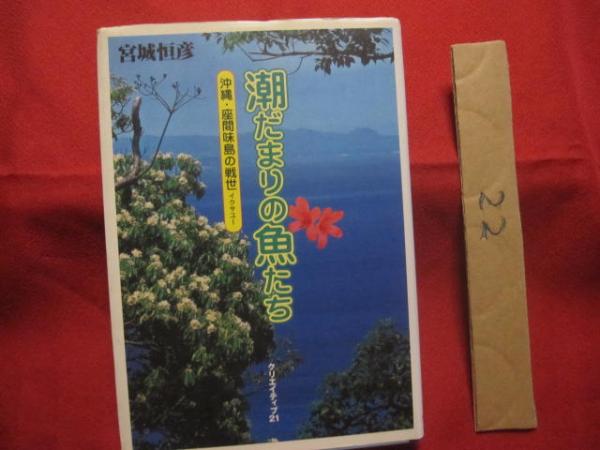 宮城恒彦
潮だまりの魚たち
沖縄・座間味島の戦世
イクサユー
クリエイティブ21
22